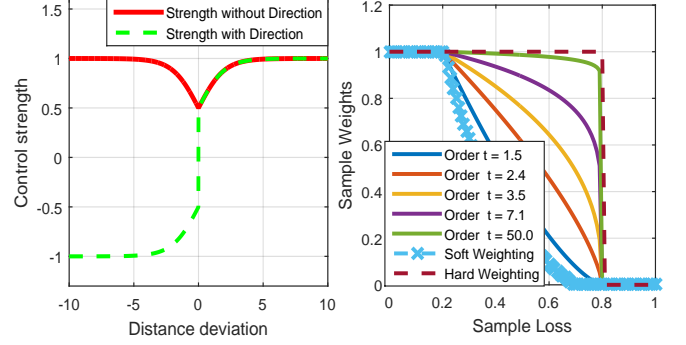 Strength without Direction
Strength with Direction
1.5
1
0.5
0
-0.5
-1
-10
-5
0
5
10
Control strength
Distance deviation
1.2
1
0.8
0.6
0.4
0.2
0
0
0.2
0.4
0.6
0.8
1
Sample Weights
Sample Loss
Order t = 1.5
Order t = 2.4
Order t = 3.5
Order t = 7.1
Order t = 50.0
Soft Weighting
Hard Weighting